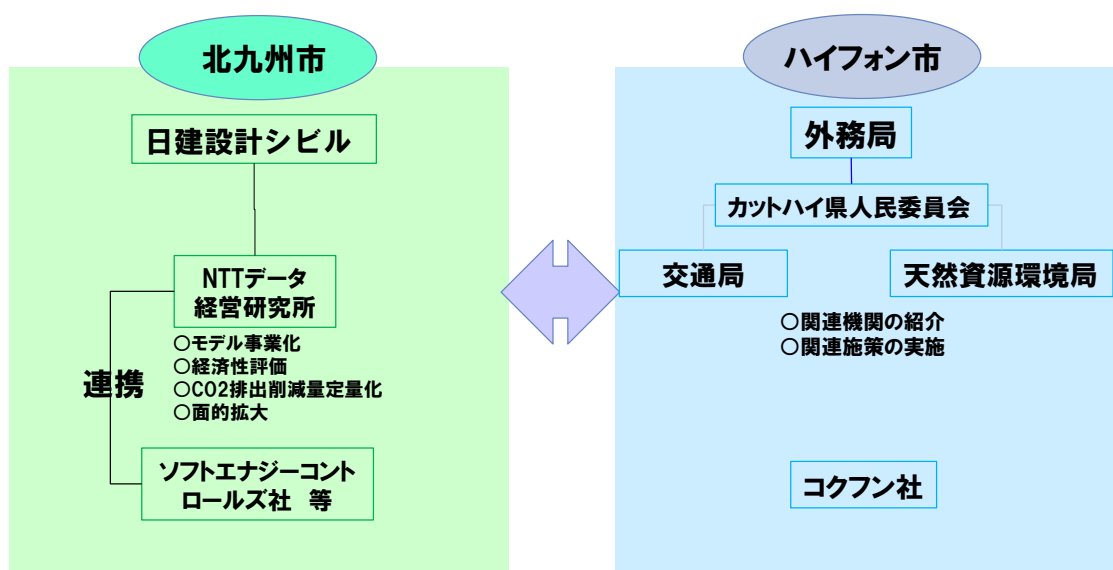 北九州市
日建設計シビル
NTTデータ
経営研究所
○モデル事業化
○経済性評価
○CO2排出削減量定量化
○面的拡大
連携
ソフトエナジーコント
ロールズ社 等
ハイフォン市
外務局
カットハイ県人民委員会
交通局
天然資源環境局
○関連機関の紹介
○関連施策の実施
コクフン社